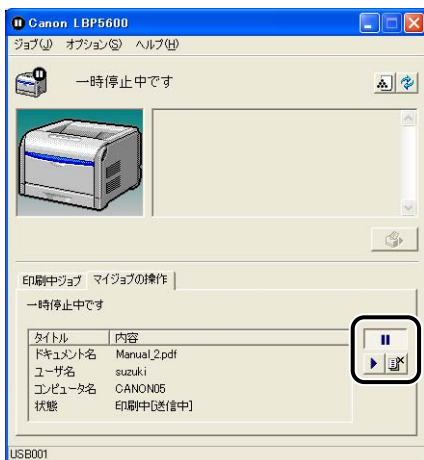 Canon LBP5600
ジョブ(J) オプション(S) ヘルプ(H)
一時停止中です
印刷中ジョブ マイジョブの操作
一時停止中です
タイトル 内容
ドキュメント名 Manual_2.pdf
ユーザ名 suzuki
コンピュータ名 CANON05
状態 印刷中[送信中]
USB001